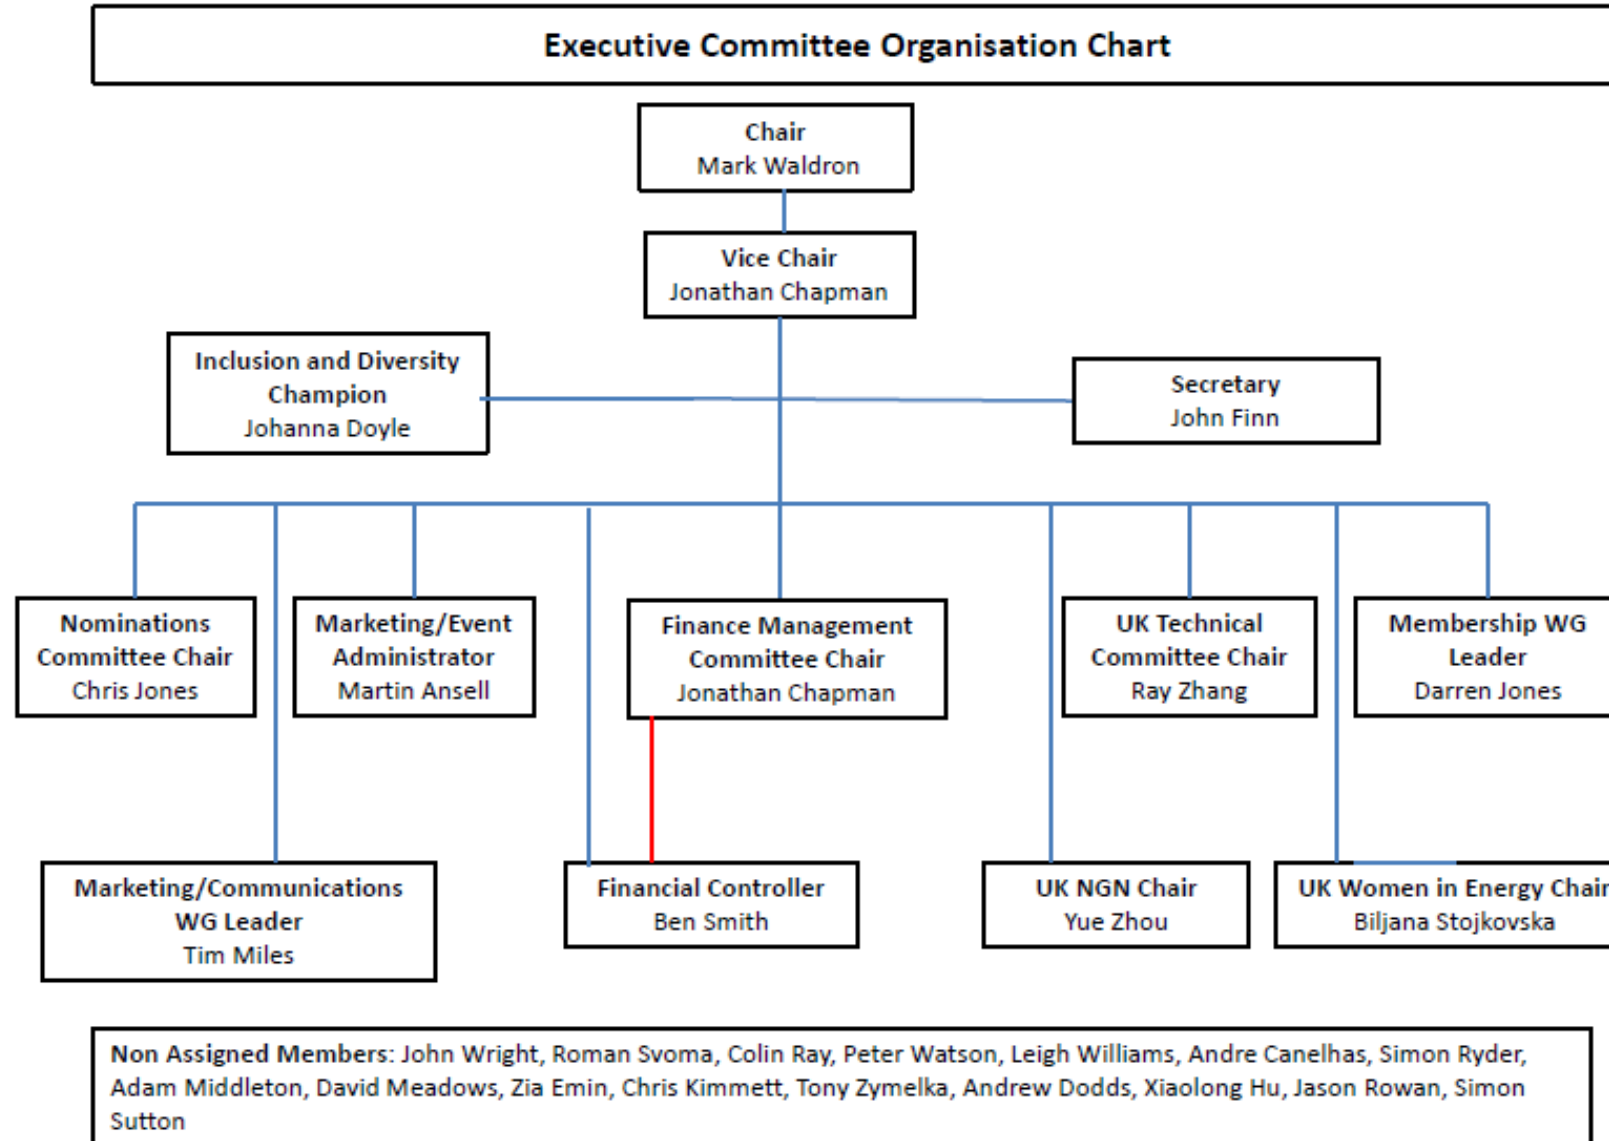 Executive Committee Organisation Chart
Chair
Mark Waldron
Vice Chair
Jonathan Chapman
Inclusion and Diversity
Champion
Johanna Doyle
Secretary
John Finn
Nominations
Committee Chair
Chris Jones
Marketing/Event
Administrator
Martin Ansell
Finance Management
Committee Chair
Jonathan Chapman
UK Technical
Committee Chair
Ray Zhang
Membership WG
Leader
Darren Jones
Marketing/Communications
WG Leader
Tim Miles
Financial Controller
Ben Smith
UK NGN Chair
Yue Zhou
UK Women in Energy Chair
Biljana Stojkovska
Non Assigned Members: John Wright, Roman Svoma, Colin Ray, Peter Watson, Leigh Williams, Andre Canelhas, Simon Ryder,
Adam Middleton, David Meadows, Zia Emin, Chris Kimmett, Tony Zymelka, Andrew Dodds, Xiaolong Hu, Jason Rowan, Simon
Sutton